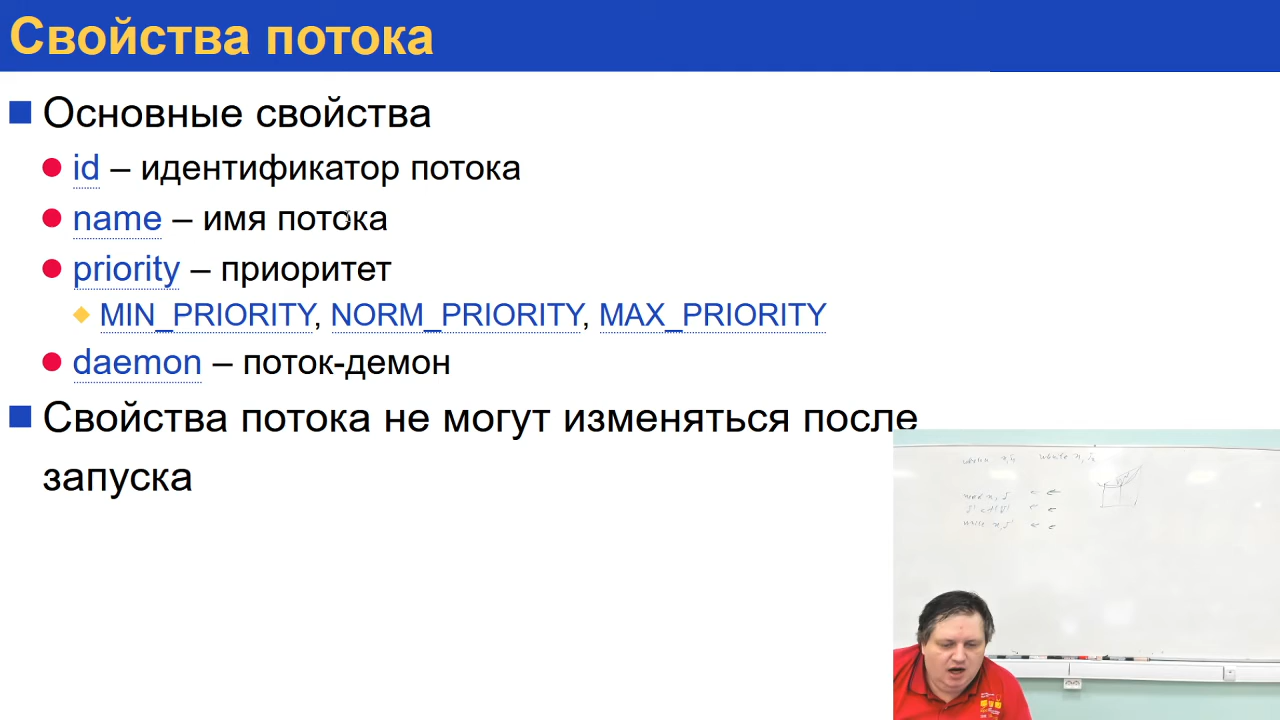 Свойства потока
Основные свойства
id – идентификатор потока
name – имя потока
priority – приоритет
MIN_PRIORITY, NORM_PRIORITY, MAX_PRIORITY
daemon – поток-демон
Свойства потока не могут изменяться после
запуска